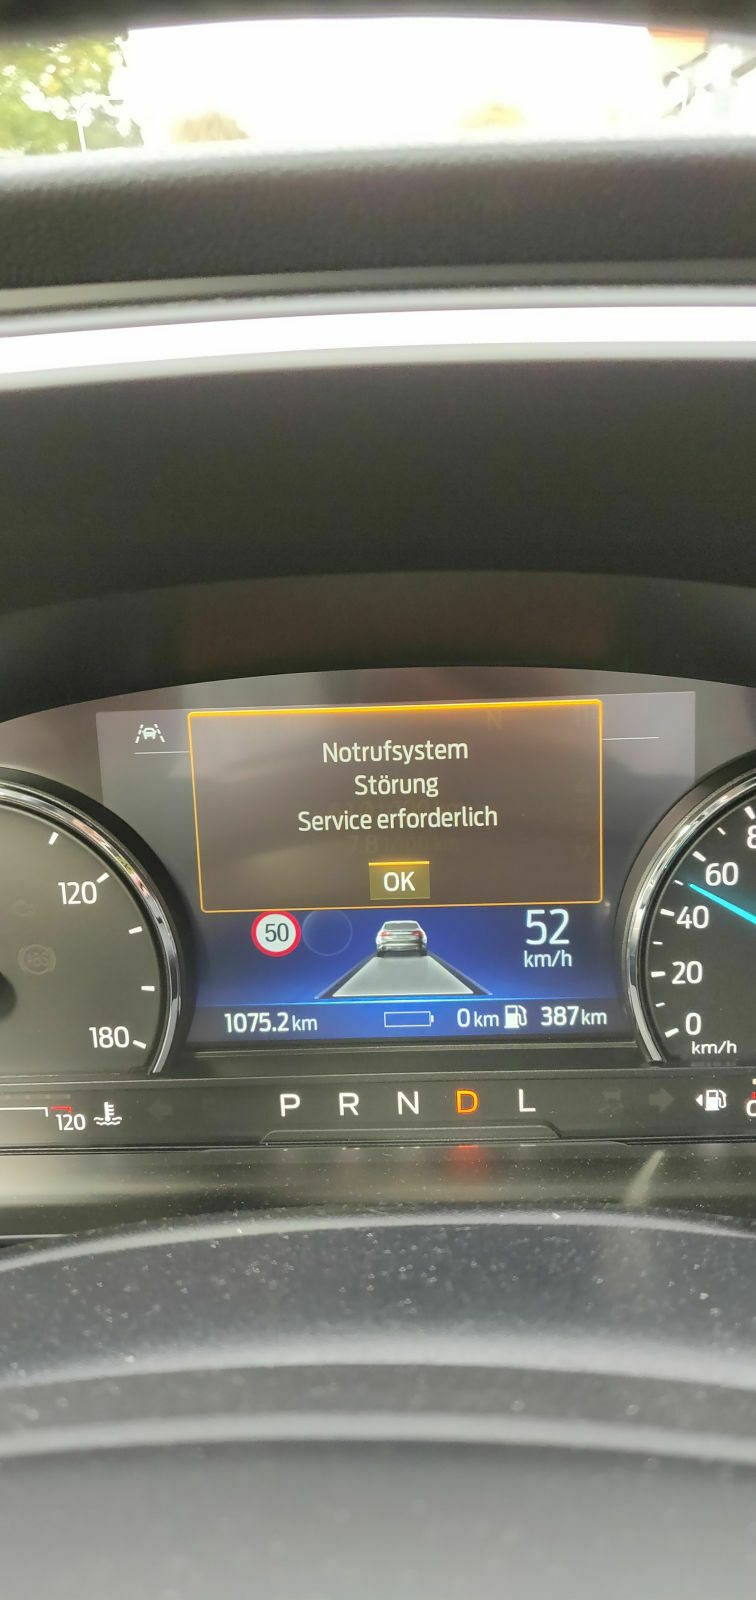 Notrufsystem
Störung
Service erforderlich
OK
50
52
km/h
120
180
1075.2 km
0 km
387 km
60
40
20
0
km/h
120
P R N D L